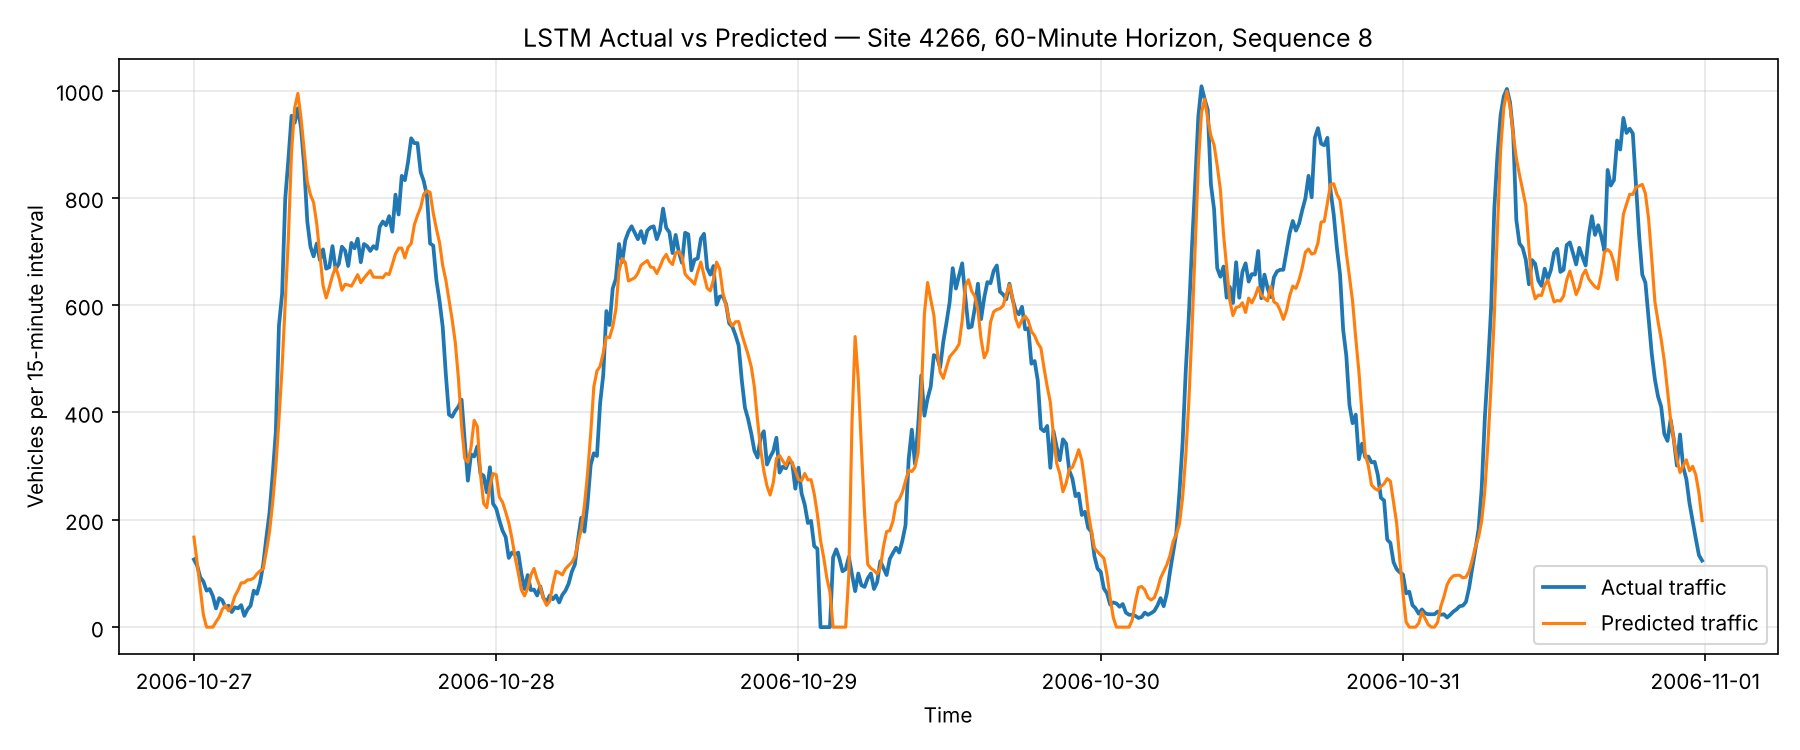 LSTM Actual vs Predicted — Site 4266, 60-Minute Horizon, Sequence 8
Vehicles per 15-minute interval
1000
800
600
400
200
0
2006-10-27
2006-10-28
2006-10-29
2006-10-30
2006-10-31
2006-11-01
Time
Actual traffic
Predicted traffic